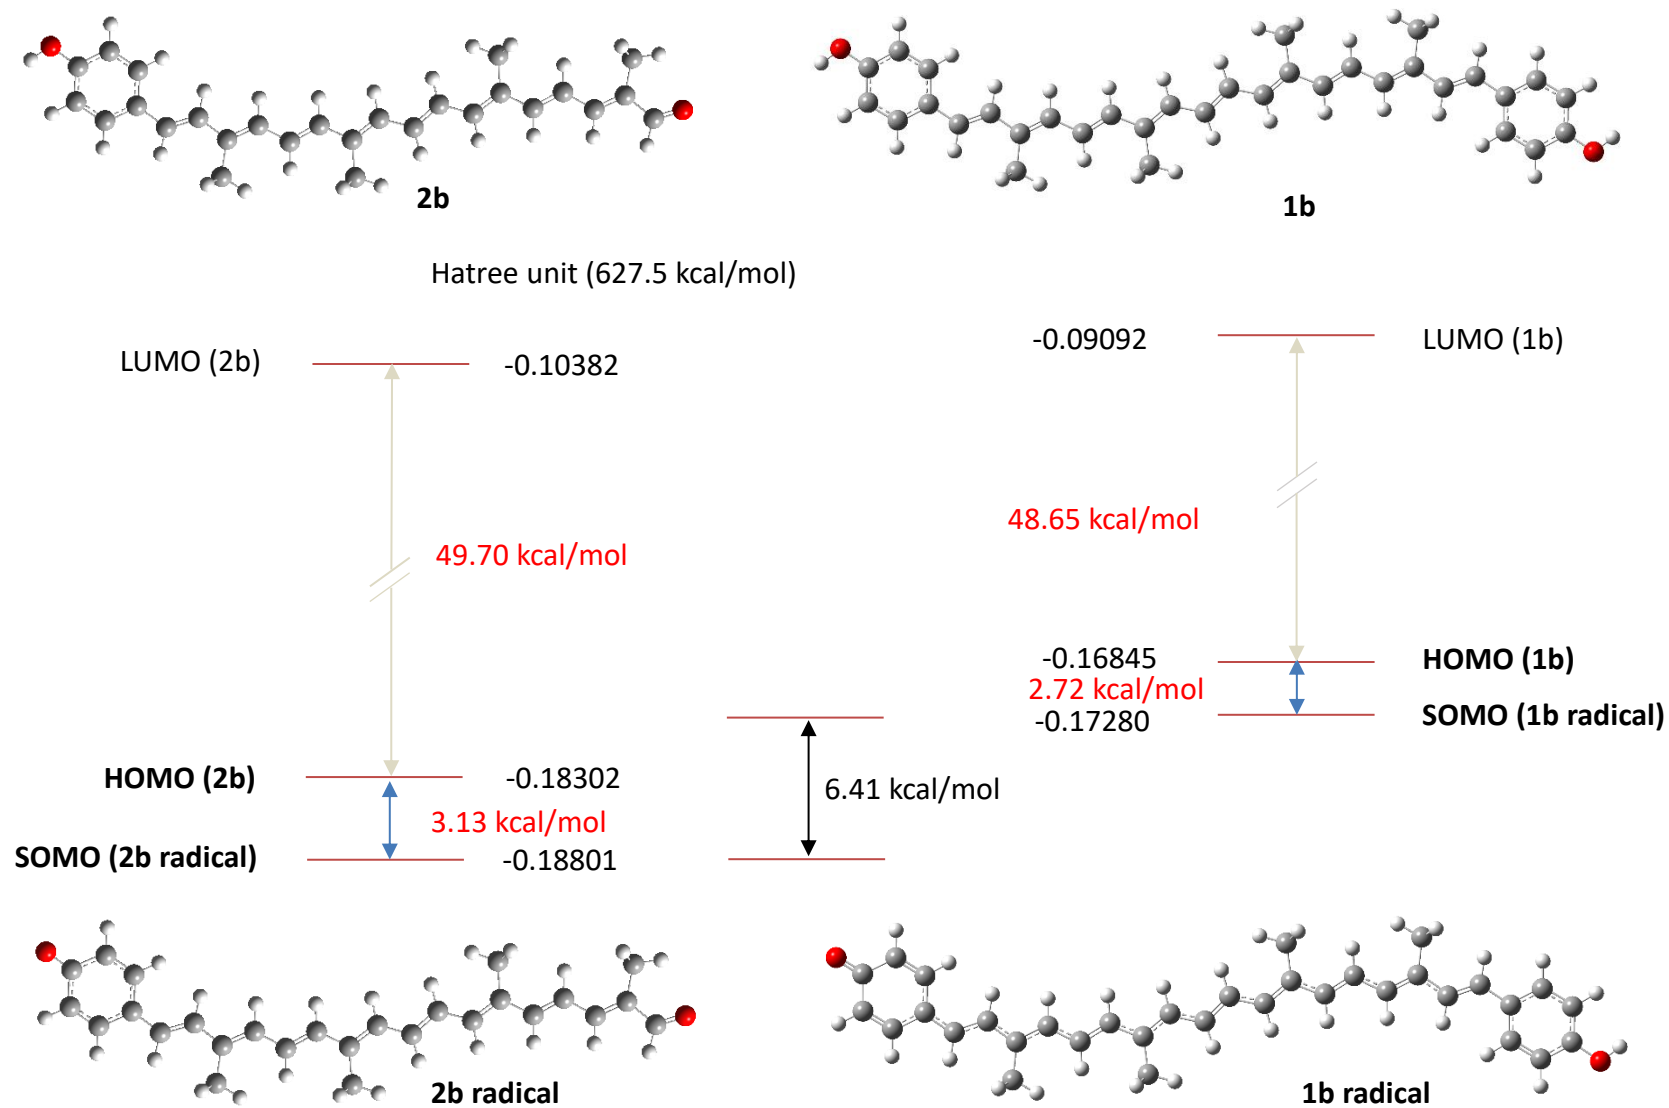 2b
1b
Hatree unit (627.5 kcal/mol)
-0.09092
LUMO (1b)
LUMO (2b)
-0.10382
48.65 kcal/mol
49.70 kcal/mol
-0.16845
HOMO (1b)
2.72 kcal/mol
-0.17280
SOMO (1b radical)
HOMO (2b)
-0.18302
6.41 kcal/mol
3.13 kcal/mol
SOMO (2b radical)
-0.18801
2b radical
1b radical